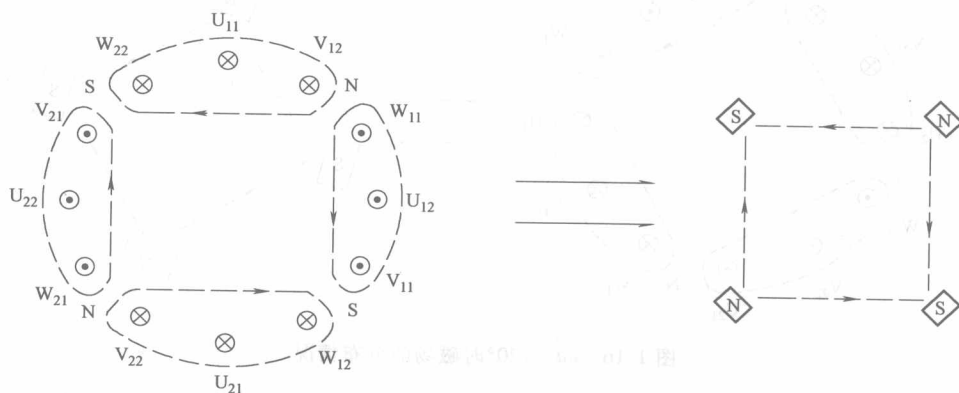 U₁₁
W₂₂ V₁₂
S N
V₂₁ W₁₁
S N
U₂₂ U₁₂
W₂₁ V₁₁
N S
N S
V₂₂ W₁₂
U₂₁